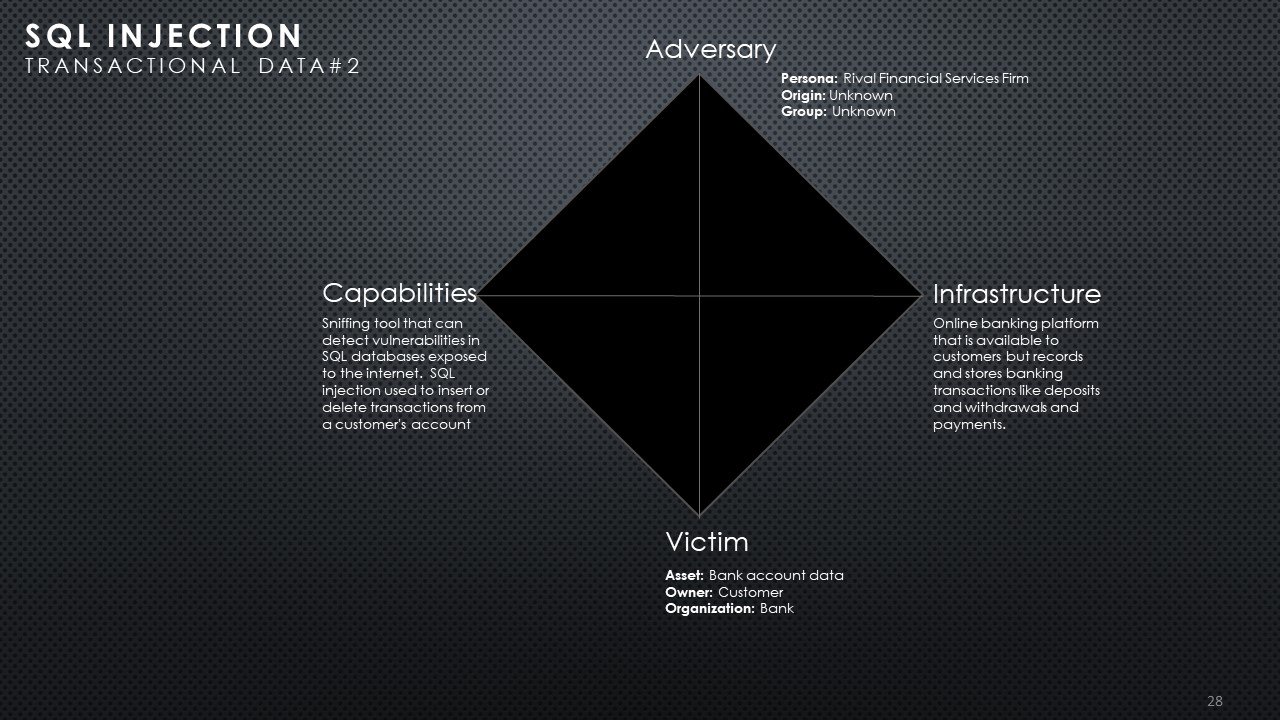 SQL INJECTION
TRANSACTIONAL DATA#2
Adversary
Persona: Rival Financial Services Firm
Origin: Unknown
Group: Unknown
Capabilities
Sniffing tool that can
detect vulnerabilities in
SQL databases exposed
to the internet. SQL
injection used to insert or
delete transactions from
a customer's account
Infrastructure
Online banking platform
that is available to
customers but records
and stores banking
transactions like deposits
and withdrawals and
payments.
Victim
Asset: Bank account data
Owner: Customer
Organization: Bank
28